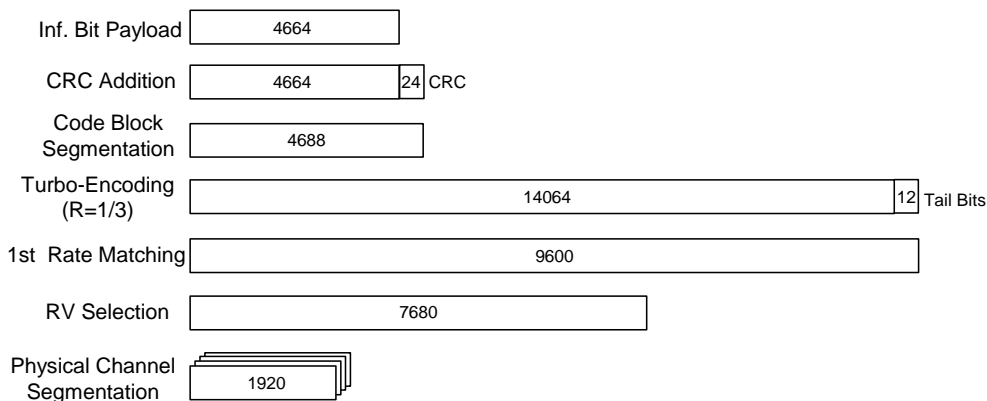 Inf. Bit Payload 4664
CRC Addition 4664 24 CRC
Code Block
Segmentation 4688
Turbo-Encoding
(R=1/3) 14064 12 Tail Bits
1st Rate Matching 9600
RV Selection 7680
Physical Channel
Segmentation 1920